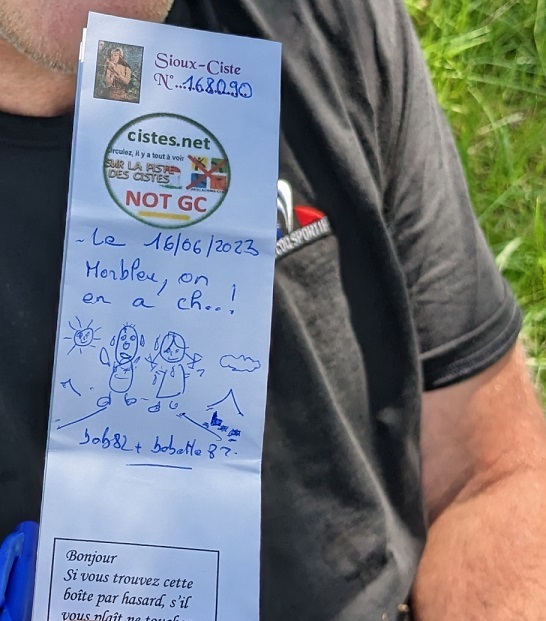 Sioux-Ciste
N°...168090
cistes.net
circulez, il y a tout à voir
SUR LA PISTE
DES CISTES
NOT GC
- Le 16/06/2023
Morbleu, on
en a ch..!
bob82 + bobette 82.
Bonjour
Si vous trouvez cette
boîte par hasard, s'il
vous plaît ne
COQ SPORTIF